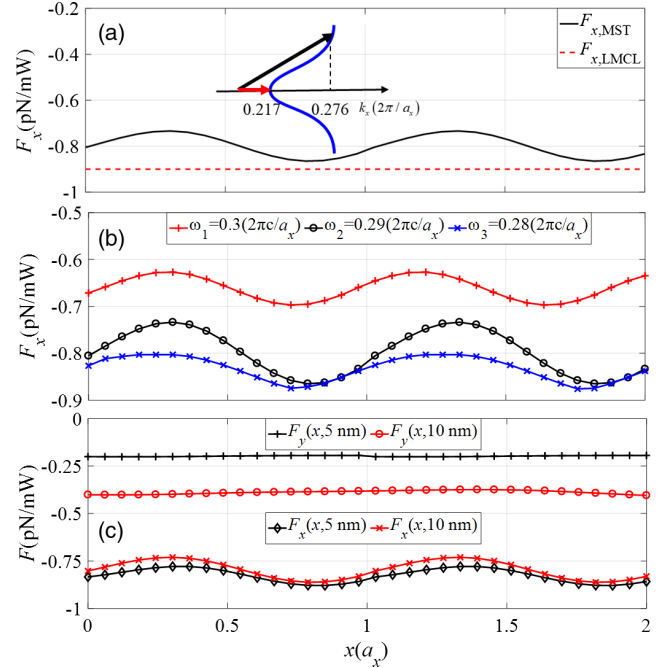 -0.2
(a)
F_x,MST
F_x,LMCL
-0.4
-0.6
0.217
0.276
k_x(2π/a_x)
F_x(pN/mW)
-0.8
-1
0
1
2
-0.5
ω_1=0.3(2πc/a_x)
ω_2=0.29(2πc/a_x)
ω_3=0.28(2πc/a_x)
(b)
-0.6
-0.7
F_x(pN/mW)
-0.8
-0.9
0
F_y(x,5 nm)
F_y(x,10 nm)
-0.25
F(pN/mW)
-0.5
(c)
F_x(x,5 nm)
F_x(x,10 nm)
-0.75
-1
0
0.5
1
1.5
2
x(a_x)